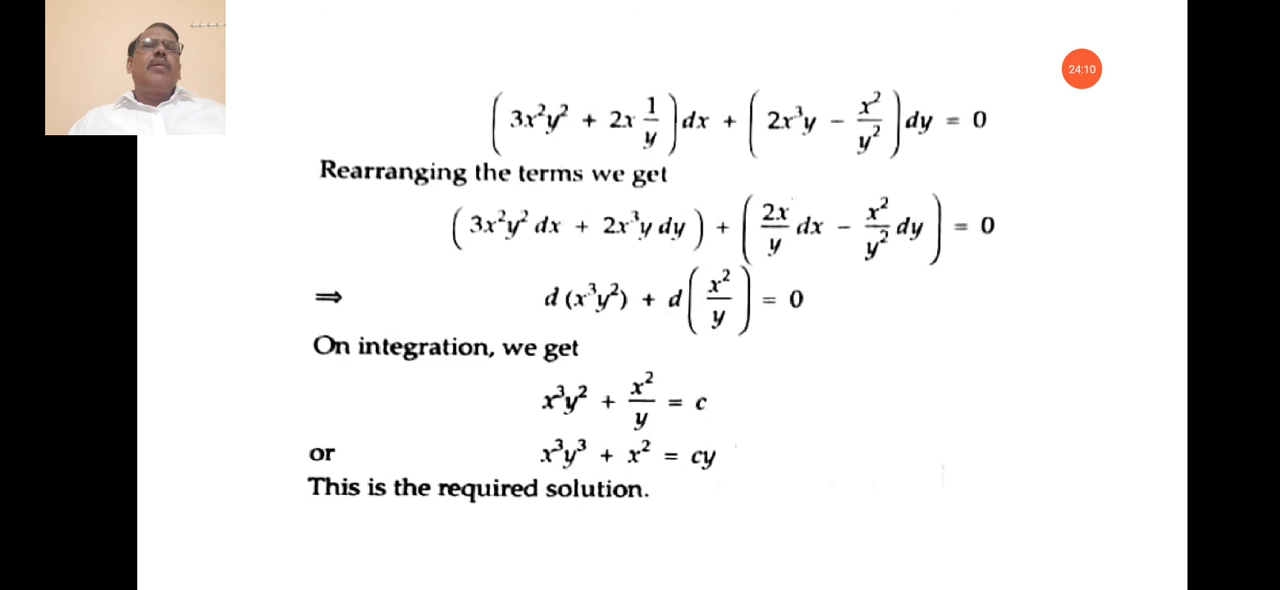 24:10
(3x²y² + 2x 1/y) dx + (2x³y − x²/y²) dy = 0
Rearranging the terms we get
(3x²y² dx + 2x³y dy) + (2x/y dx − x²/y² dy) = 0
⟹ d(x³y²) + d(x²/y) = 0
On integration, we get
x³y² + x²/y = c
or x³y³ + x² = cy
This is the required solution.